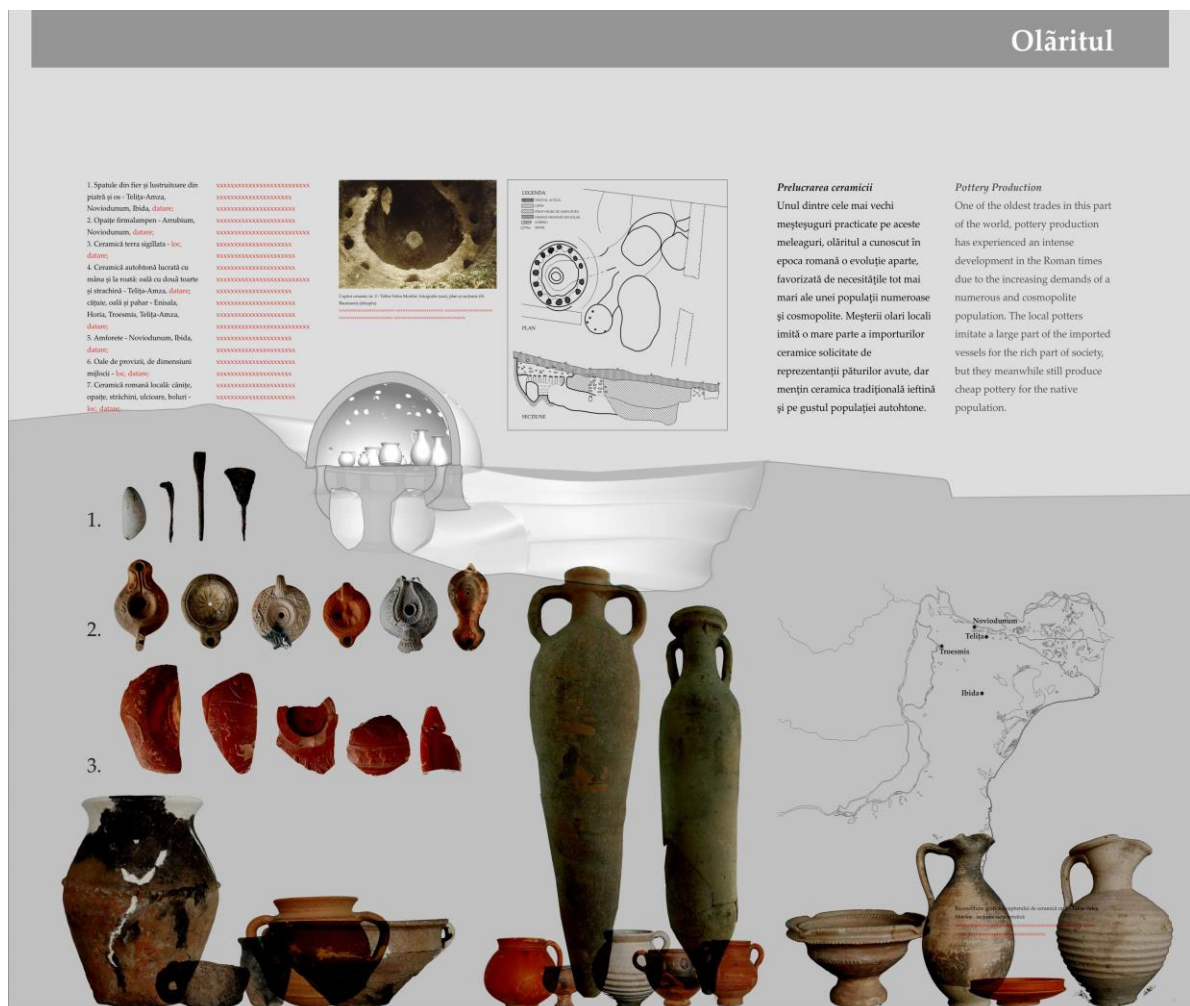 Olãritul
1. Spatule din fier și lustruitoare din
piatră și os - Telița-Amza,
Noviodunum, Ibida, datare;
2. Opaițe firmalampen - Arrubium,
Noviodunum, datare;
3. Ceramică terra sigillata - loc,
datare;
4. Ceramică autohtonă lucrată cu
mâna și la roată: oală cu două toarte
și strachină - Telița-Amza, datare;
cățuie, oală și pahar - Enisala,
Horia, Troesmis, Telița-Amza,
datare;
5. Amforete - Noviodunum, Ibida,
datare;
6. Oale de provizii, de dimensiuni
mijlocii - loc, datare;
7. Ceramică romană locală: cănițe,
opaițe, străchini, ulcioare, boluri -
loc, datare.
LEGENDA
PLAN
SECȚIUNE
Prelucrarea ceramicii
Unul dintre cele mai vechi
meșteșuguri practicate pe aceste
meleaguri, olăritul a cunoscut în
epoca romană o evoluție aparte,
favorizată de necesitățile tot mai
mari ale unei populații numeroase
și cosmopolite. Meșterii olari locali
imită o mare parte a importurilor
ceramice solicitate de
reprezentanții păturilor avute, dar
mențin ceramica tradițională ieftină
și pe gustul populației autohtone.
Pottery Production
One of the oldest trades in this part
of the world, pottery production
has experienced an intense
development in the Roman times
due to the increasing demands of a
numerous and cosmopolite
population. The local potters
imitate a large part of the imported
vessels for the rich part of society,
but they meanwhile still produce
cheap pottery for the native
population.
1.
2.
3.
Noviodunum
Telița
Troesmis
Ibida